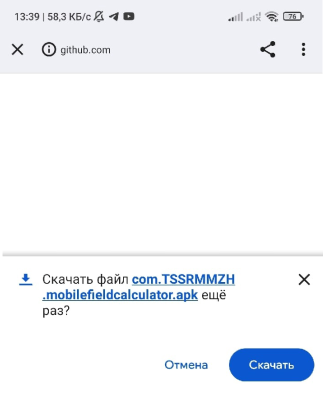 13:39 | 58,3 КБ/с
76
github.com
Скачать файл com.TSSRMMZH
.mobilefieldcalculator.apk ещё
раз?
Отмена
Скачать